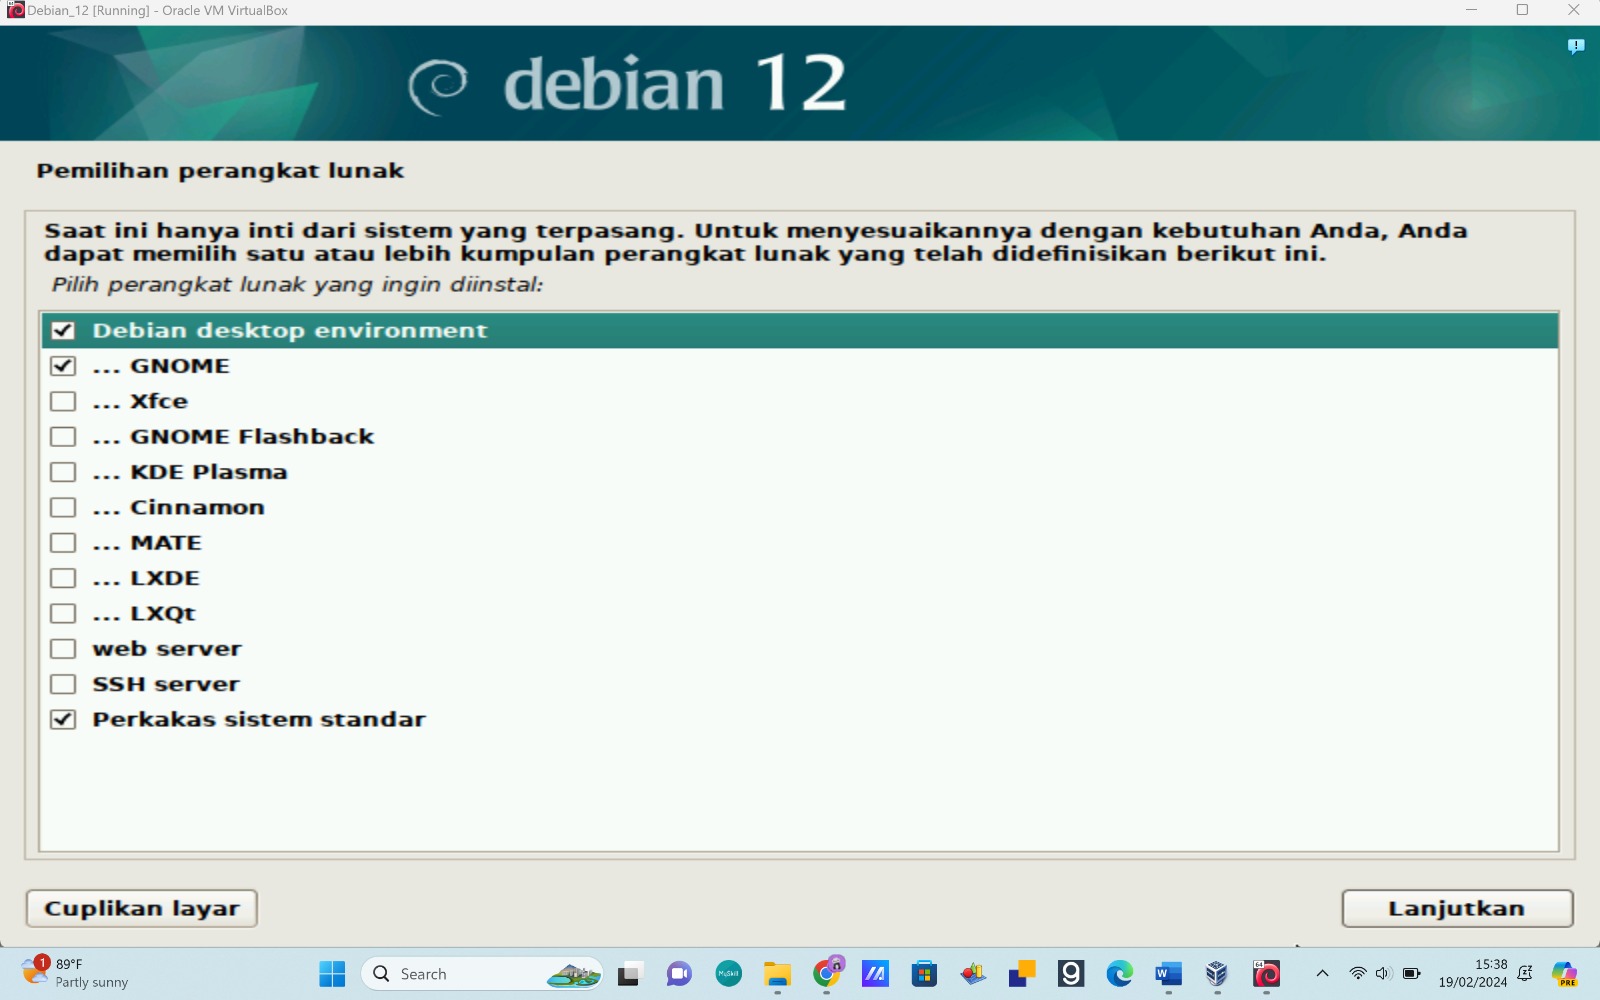 Debian_12 [Running] - Oracle VM VirtualBox
debian 12
Pemilihan perangkat lunak
Saat ini hanya inti dari sistem yang terpasang. Untuk menyesuaikannya dengan kebutuhan Anda, Anda
dapat memilih satu atau lebih kumpulan perangkat lunak yang telah didefinisikan berikut ini.
Pilih perangkat lunak yang ingin diinstal:
Debian desktop environment
... GNOME
... Xfce
... GNOME Flashback
... KDE Plasma
... Cinnamon
... MATE
... LXDE
... LXQt
web server
SSH server
Perkakas sistem standar
Cuplikan layar
Lanjutkan
1
89°F
Partly sunny
Search
MySkill
64
15:38
19/02/2024
PRE